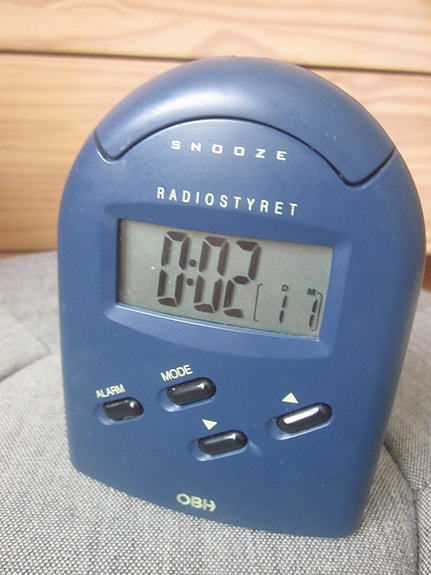 SNOOZE
RADIOSTYRET
0:02
D M
1 1
MODE
ALARM
OBH